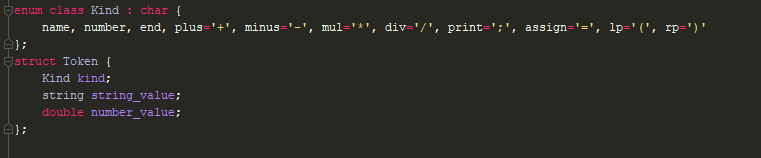 enum class Kind : char {
    name, number, end, plus='+', minus='-', mul='*', div='/', print=';', assign='=', lp='(', rp=')'
};
struct Token {
    Kind kind;
    string string_value;
    double number_value;
};